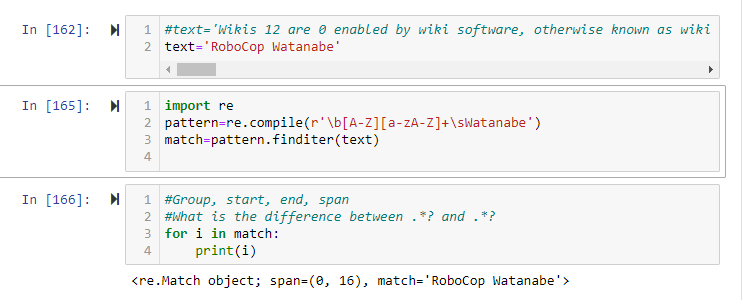 In [162]:
1 #text='Wikis 12 are 0 enabled by wiki software, otherwise known as wiki
2 text='RoboCop Watanabe'
In [165]:
1 import re
2 pattern=re.compile(r'\b[A-Z][a-zA-Z]+\sWatanabe')
3 match=pattern.finditer(text)
4
In [166]:
1 #Group, start, end, span
2 #What is the difference between .*? and .*?
3 for i in match:
4     print(i)
<re.Match object; span=(0, 16), match='RoboCop Watanabe'>